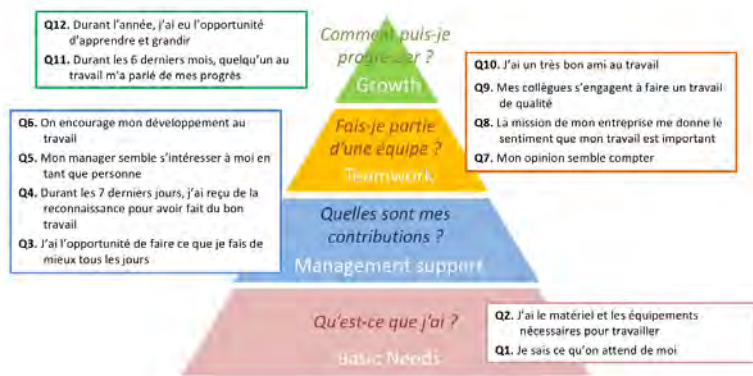 Q12. Durant l'année, j'ai eu l'opportunité
d'apprendre et grandir
Q11. Durant les 6 derniers mois, quelqu'un au
travail m'a parlé de mes progrès
Comment puis-je
progresser ?
Growth
Q10. J'ai un très bon ami au travail
Q9. Mes collègues s'engagent à faire un travail
de qualité
Q8. La mission de mon entreprise me donne le
sentiment que mon travail est important
Q7. Mon opinion semble compter
Fais-je partie
d'une équipe ?
Teamwork
Q6. On encourage mon développement au
travail
Q5. Mon manager semble s'intéresser à moi en
tant que personne
Q4. Durant les 7 derniers jours, j'ai reçu de la
reconnaissance pour avoir fait du bon
travail
Q3. J'ai l'opportunité de faire ce que je fais de
mieux tous les jours
Quelles sont mes
contributions ?
Management support
Qu'est-ce que j'ai ?
Basic Needs
Q2. J'ai le matériel et les équipements
nécessaires pour travailler
Q1. Je sais ce qu'on attend de moi